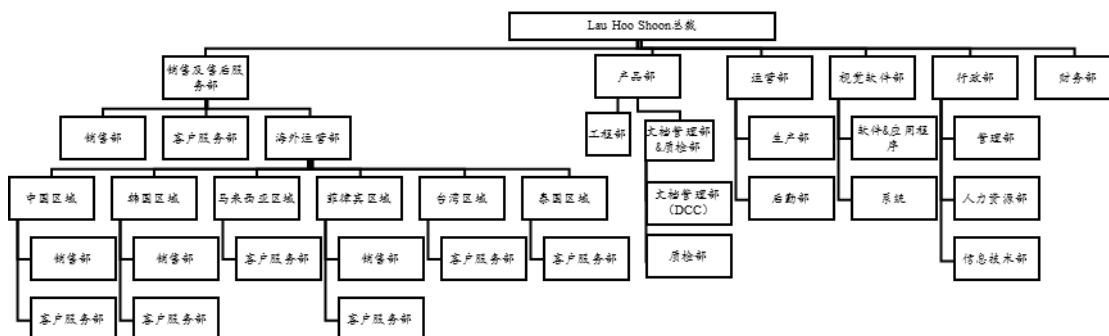 Lau Hoo Shoon总裁
销售及售后服
务部
产品部
运营部
视觉软件部
行政部
财务部
销售部
客户服务部
海外运营部
工程部
文档管理部
&质检部
生产部
软件&应用程
序
管理部
中国区域
韩国区域
马来西亚区域
菲律宾区域
台湾区域
泰国区域
文档管理部
（DCC）
后勤部
系统
人力资源部
销售部
销售部
客户服务部
销售部
客户服务部
客户服务部
质检部
信息技术部
客户服务部
客户服务部
客户服务部